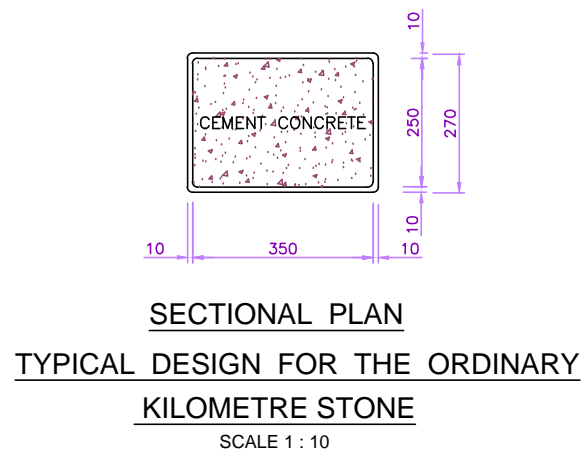 10
CEMENT CONCRETE
250
270
10
10
350
10
SECTIONAL PLAN
TYPICAL DESIGN FOR THE ORDINARY
KILOMETRE STONE
SCALE 1 : 10